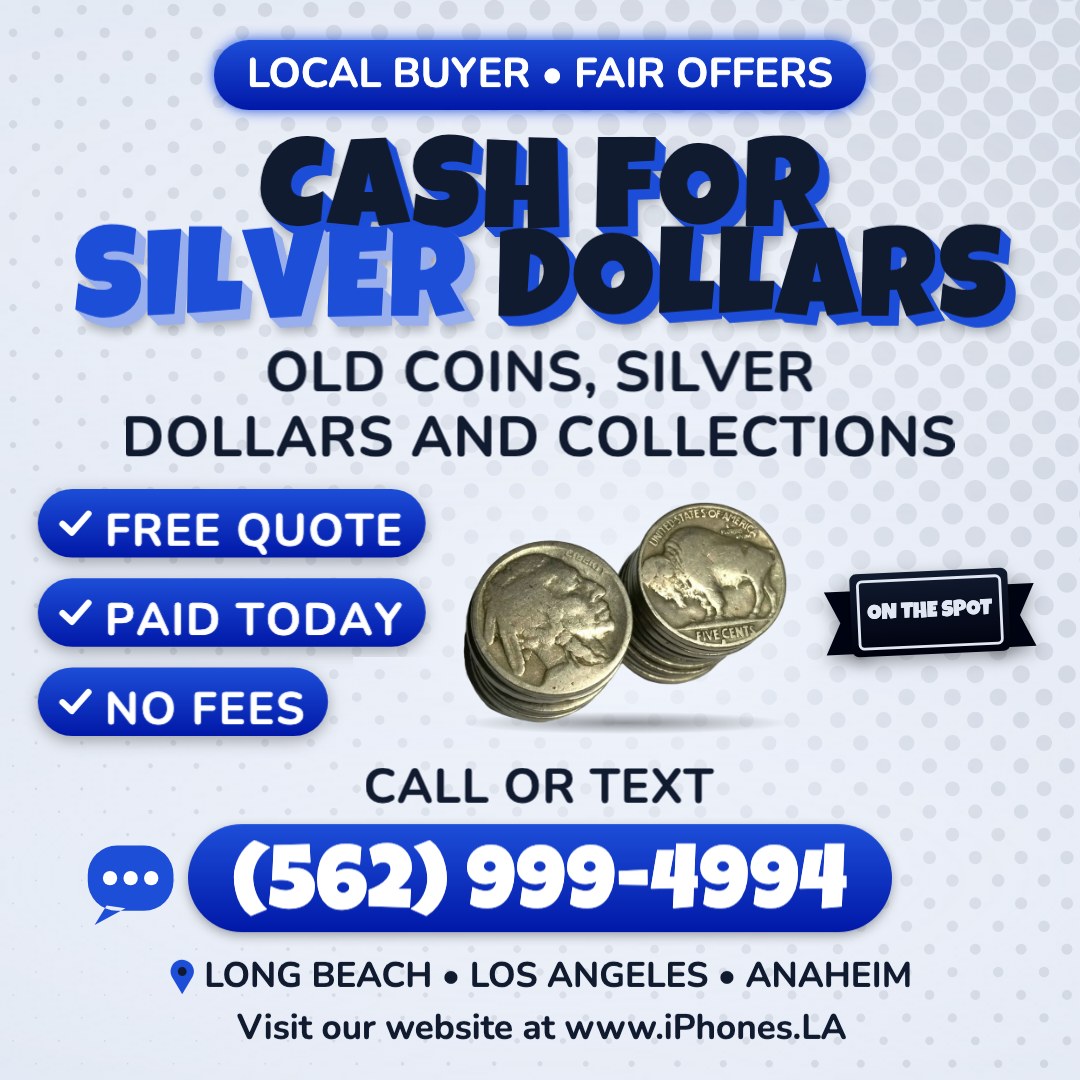 LOCAL BUYER • FAIR OFFERS
CASH FOR
SILVER DOLLARS
OLD COINS, SILVER
DOLLARS AND COLLECTIONS
FREE QUOTE
PAID TODAY
NO FEES
LIBERTY
UNITED STATES OF AMERICA
FIVE CENTS
ON THE SPOT
CALL OR TEXT
(562) 999-4994
LONG BEACH • LOS ANGELES • ANAHEIM
Visit our website at www.iPhones.LA